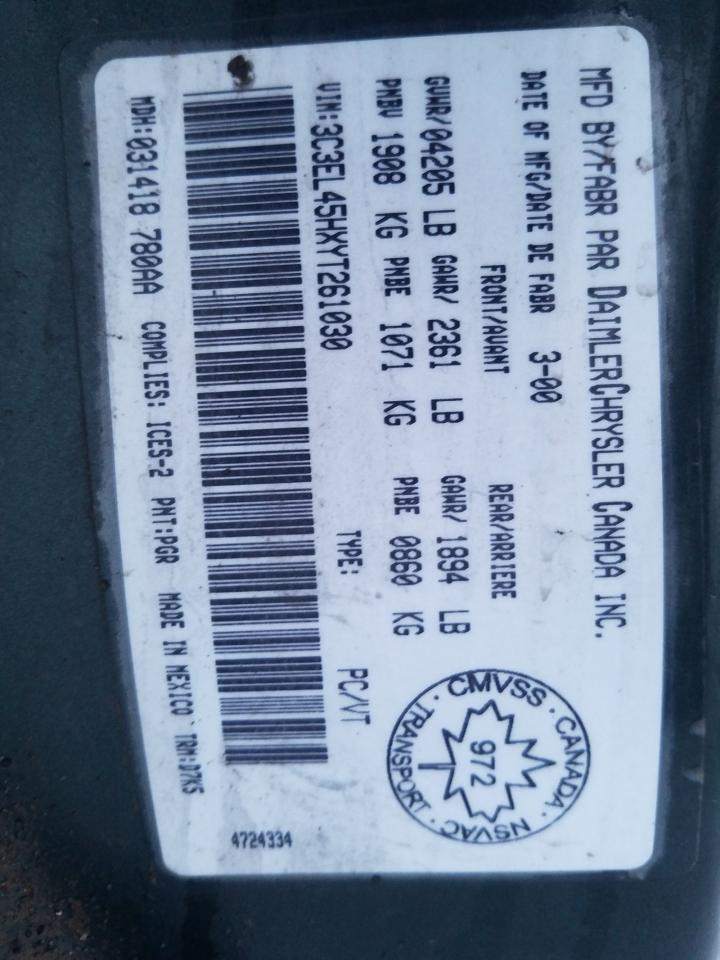 MFD BY/FABR PAR DAIMLERCHRYSLER CANADA INC.
DATE OF MFG/DATE DE FABR 3-00
FRONT/AVANT REAR/ARRIERE
GVWR/04205 LB GAWR/ 2361 LB GAWR/ 1894 LB
PNBV 1908 KG PNBE 1071 KG PNBE 0860 KG
VIN:3C3EL45HXYT261030 TYPE: PC/VT
MDH:031418 780AA COMPLIES: ICES-2 PNT:PGR MADE IN MEXICO TRM:D7K5
4724334
CMVSS · CANADA · NSVAC · TRANSPORT ·
972